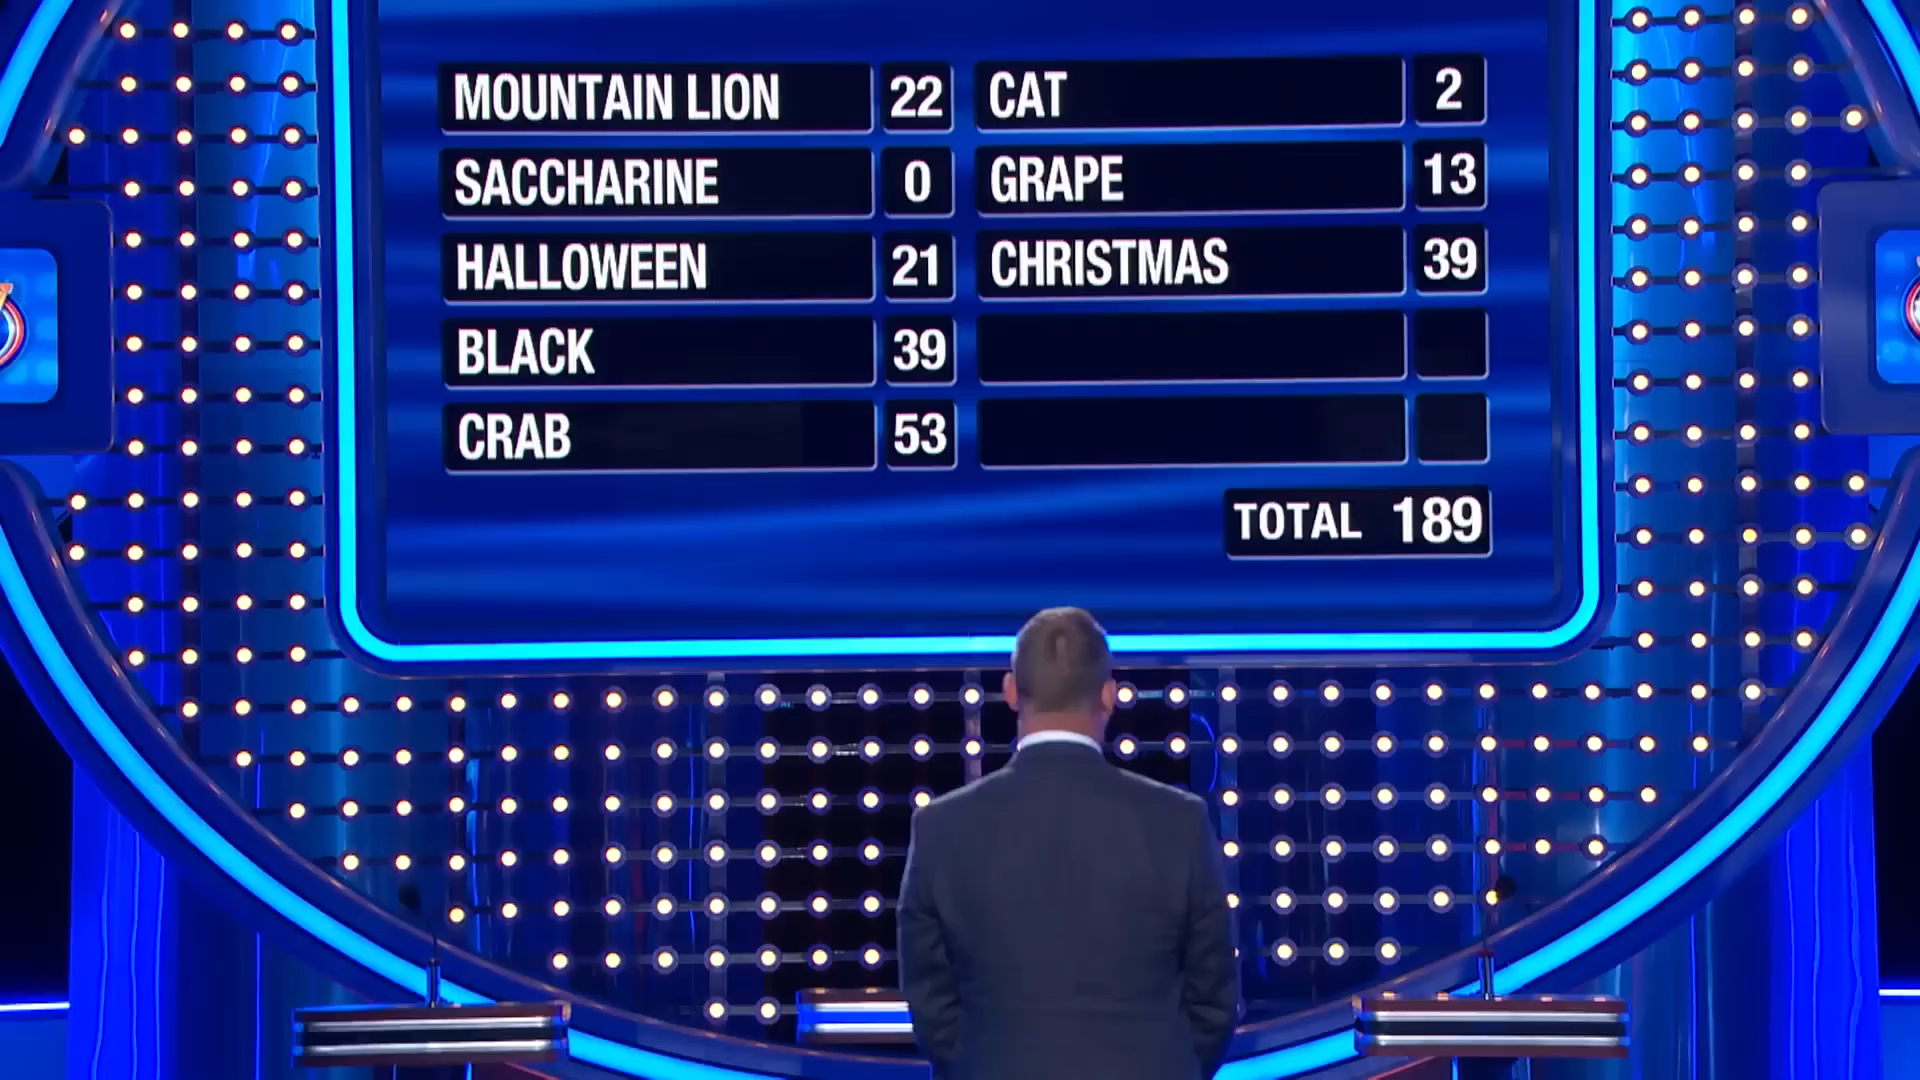 MOUNTAIN LION 22
SACCHARINE 0
HALLOWEEN 21
BLACK 39
CRAB 53
CAT 2
GRAPE 13
CHRISTMAS 39
TOTAL 189